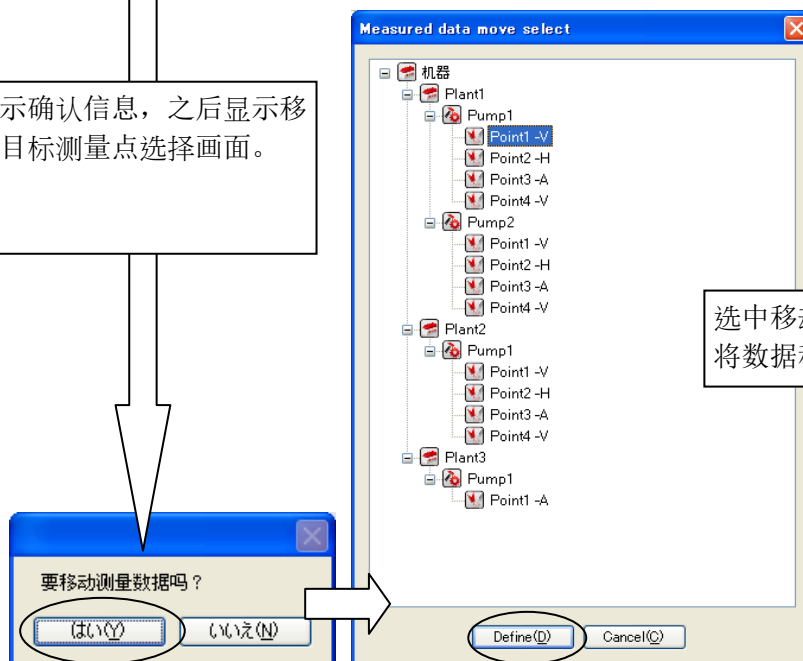 Measured data move select
机器
Plant1
Pump1
Point1 -V
Point2 -H
Point3 -A
Point4 -V
Pump2
Point1 -V
Point2 -H
Point3 -A
Point4 -V
Plant2
Pump1
Point1 -V
Point2 -H
Point3 -A
Point4 -V
Plant3
Pump1
Point1 -A
Define(D)
Cancel(C)
示确认信息，之后显示移
目标测量点选择画面。
选中移
将数据
要移动测量数据吗？
はい(Y)
いいえ(N)